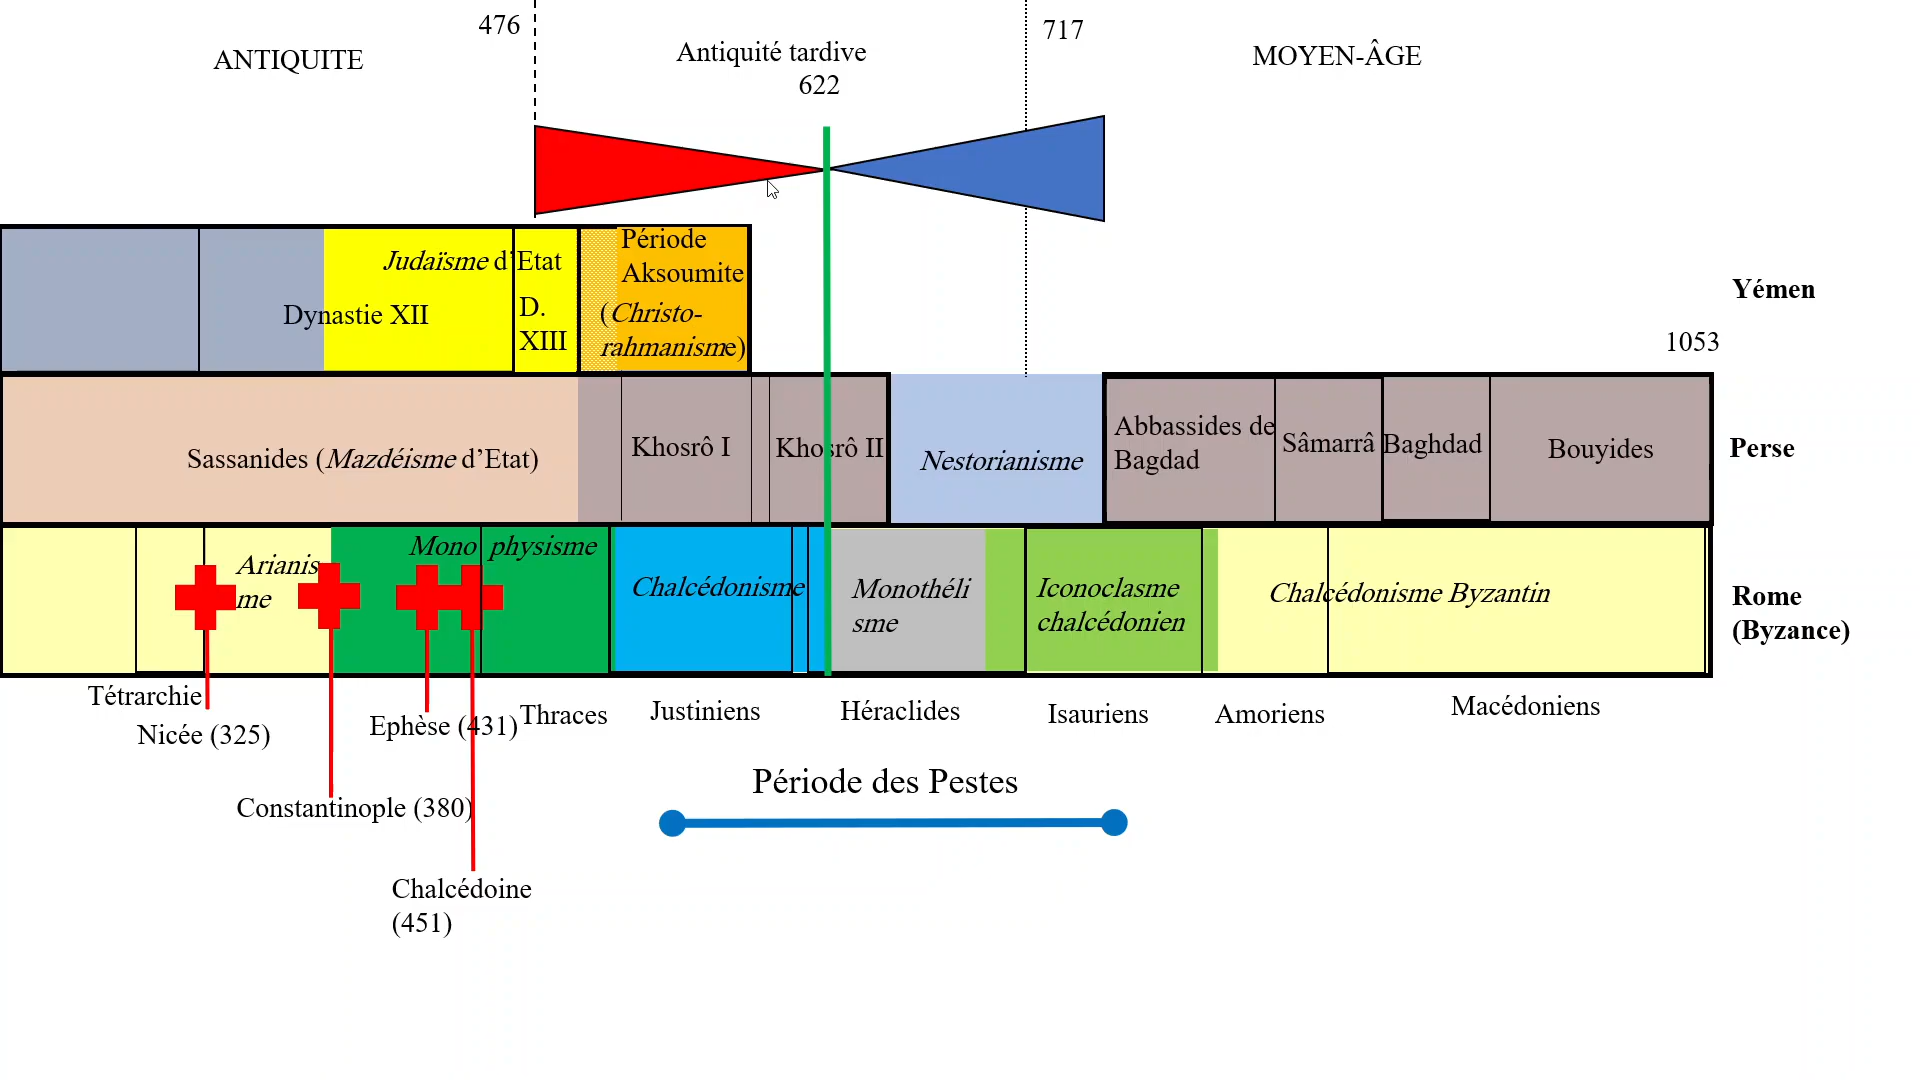 476
717
ANTIQUITE
Antiquité tardive
622
MOYEN-ÂGE
Judaïsme d'Etat
Dynastie XII
D.
XIII
Période
Aksoumite
(Christo-
rahmanisme)
Yémen
1053
Sassanides (Mazdéisme d’Etat)
Khosrô I
Khosrô II
Nestorianisme
Abbassides de
Bagdad
Sâmarrâ
Baghdad
Bouyides
Perse
Arianis
me
Mono physisme
Chalcédonisme
Monothéli
sme
Iconoclasme
chalcédonien
Chalcédonisme Byzantin
Rome
(Byzance)
Tétrarchie
Nicée (325)
Ephèse (431)
Thraces
Justiniens
Héraclides
Isauriens
Amoriens
Macédoniens
Période des Pestes
Constantinople (380)
Chalcédoine
(451)